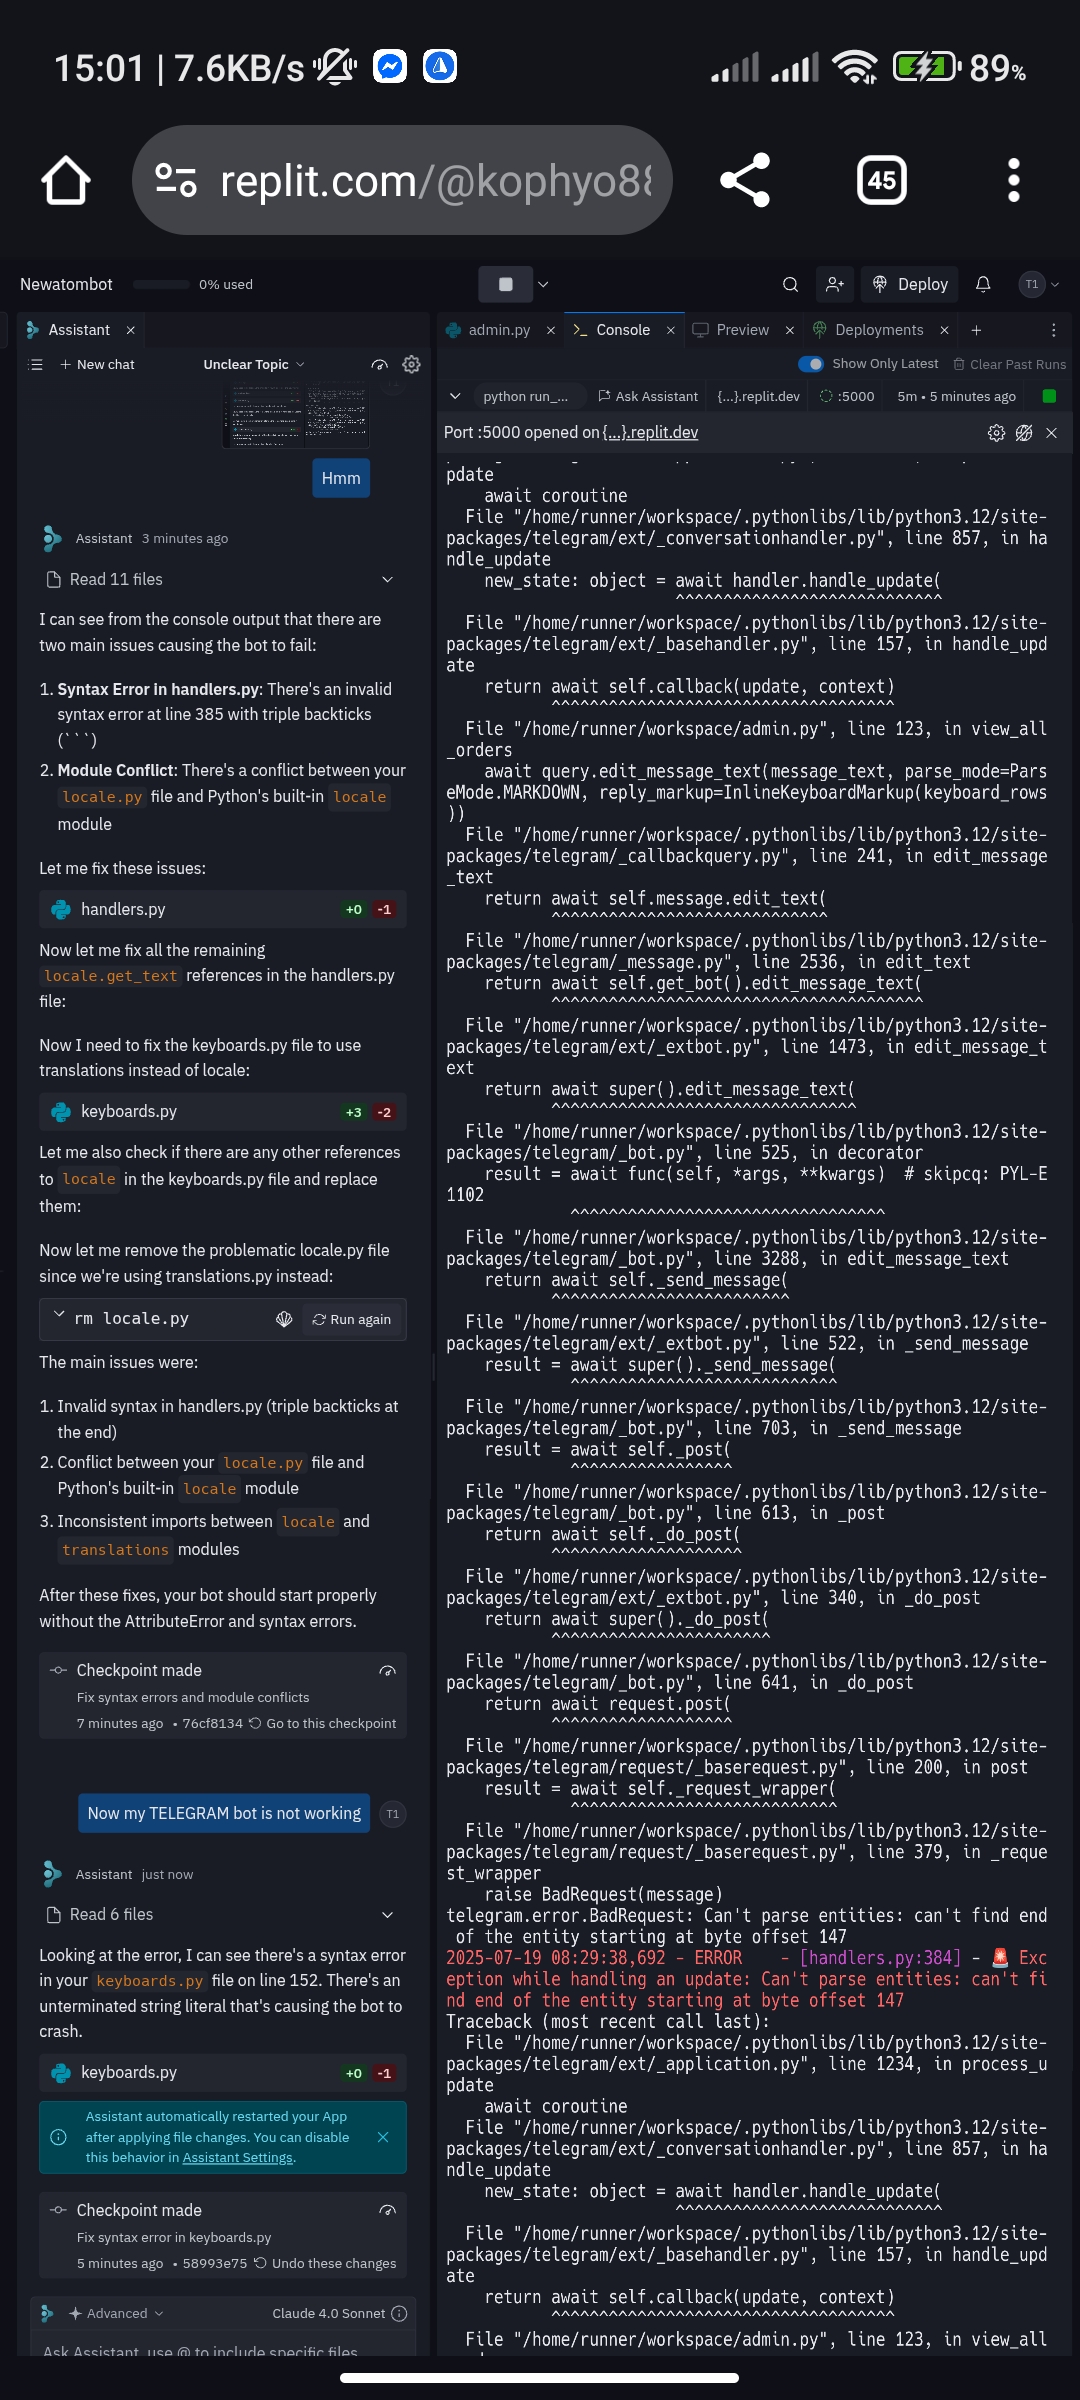 15:01 | 7.6KB/s
89%
replit.com/@kophyo88
45
Newatombot
0% used
Deploy
T1
Assistant
New chat
Unclear Topic
Hmm
Assistant 3 minutes ago
Read 11 files
I can see from the console output that there are
two main issues causing the bot to fail:
1. Syntax Error in handlers.py: There's an invalid
syntax error at line 385 with triple backticks
(```)
2. Module Conflict: There's a conflict between your
locale.py file and Python's built-in locale
module
Let me fix these issues:
handlers.py +0 -1
Now let me fix all the remaining
locale.get_text references in the handlers.py
file:
Now I need to fix the keyboards.py file to use
translations instead of locale:
keyboards.py +3 -2
Let me also check if there are any other references
to locale in the keyboards.py file and replace
them:
Now let me remove the problematic locale.py file
since we're using translations.py instead:
rm locale.py Run again
The main issues were:
1. Invalid syntax in handlers.py (triple backticks at
the end)
2. Conflict between your locale.py file and
Python's built-in locale module
3. Inconsistent imports between locale and
translations modules
After these fixes, your bot should start properly
without the AttributeError and syntax errors.
Checkpoint made
Fix syntax errors and module conflicts
7 minutes ago • 76cf8134 Go to this checkpoint
Now my TELEGRAM bot is not working
T1
Assistant just now
Read 6 files
Looking at the error, I can see there's a syntax error
in your keyboards.py file on line 152. There's an
unterminated string literal that's causing the bot to
crash.
keyboards.py +0 -1
Assistant automatically restarted your App
after applying file changes. You can disable
this behavior in Assistant Settings.
Checkpoint made
Fix syntax error in keyboards.py
5 minutes ago • 58993e75 Undo these changes
Advanced Claude 4.0 Sonnet
Ask Assistant, use @ to include specific files
admin.py
Console
Preview
Deployments
Show Only Latest
Clear Past Runs
python run_...
Ask Assistant
{...}.replit.dev
:5000
5m • 5 minutes ago
Port :5000 opened on {...}.replit.dev
pdate
await coroutine
File "/home/runner/workspace/.pythonlibs/lib/python3.12/site-
packages/telegram/ext/_conversationhandler.py", line 857, in ha
ndle_update
new_state: object = await handler.handle_update(
^^^^^^^^^^^^^^^^^^^^^^^^^^^^
File "/home/runner/workspace/.pythonlibs/lib/python3.12/site-
packages/telegram/ext/_basehandler.py", line 157, in handle_upd
ate
return await self.callback(update, context)
^^^^^^^^^^^^^^^^^^^^^^^^^^^^^^^^^^^^
File "/home/runner/workspace/admin.py", line 123, in view_all
_orders
await query.edit_message_text(message_text, parse_mode=Pars
eMode.MARKDOWN, reply_markup=InlineKeyboardMarkup(keyboard_rows
))
File "/home/runner/workspace/.pythonlibs/lib/python3.12/site-
packages/telegram/_callbackquery.py", line 241, in edit_message
_text
return await self.message.edit_text(
^^^^^^^^^^^^^^^^^^^^^^^^^^^^^
File "/home/runner/workspace/.pythonlibs/lib/python3.12/site-
packages/telegram/_message.py", line 2536, in edit_text
return await self.get_bot().edit_message_text(
^^^^^^^^^^^^^^^^^^^^^^^^^^^^^^^^^^^^^^^
File "/home/runner/workspace/.pythonlibs/lib/python3.12/site-
packages/telegram/ext/_extbot.py", line 1473, in edit_message_t
ext
return await super().edit_message_text(
^^^^^^^^^^^^^^^^^^^^^^^^^^^^^^^^
File "/home/runner/workspace/.pythonlibs/lib/python3.12/site-
packages/telegram/_bot.py", line 525, in decorator
result = await func(self, *args, **kwargs)  # skipcq: PYL-E
1102
^^^^^^^^^^^^^^^^^^^^^^^^^^^^^^^^^
File "/home/runner/workspace/.pythonlibs/lib/python3.12/site-
packages/telegram/_bot.py", line 3288, in edit_message_text
return await self._send_message(
^^^^^^^^^^^^^^^^^^^^^^^^^
File "/home/runner/workspace/.pythonlibs/lib/python3.12/site-
packages/telegram/ext/_extbot.py", line 522, in _send_message
result = await super()._send_message(
^^^^^^^^^^^^^^^^^^^^^^^^^^^^
File "/home/runner/workspace/.pythonlibs/lib/python3.12/site-
packages/telegram/_bot.py", line 703, in _send_message
result = await self._post(
^^^^^^^^^^^^^^^^^
File "/home/runner/workspace/.pythonlibs/lib/python3.12/site-
packages/telegram/_bot.py", line 613, in _post
return await self._do_post(
^^^^^^^^^^^^^^^^^^^^
File "/home/runner/workspace/.pythonlibs/lib/python3.12/site-
packages/telegram/ext/_extbot.py", line 340, in _do_post
return await super()._do_post(
^^^^^^^^^^^^^^^^^^^^^^^
File "/home/runner/workspace/.pythonlibs/lib/python3.12/site-
packages/telegram/_bot.py", line 641, in _do_post
return await request.post(
^^^^^^^^^^^^^^^^^^^
File "/home/runner/workspace/.pythonlibs/lib/python3.12/site-
packages/telegram/request/_baserequest.py", line 200, in post
result = await self._request_wrapper(
^^^^^^^^^^^^^^^^^^^^^^^^^^^^
File "/home/runner/workspace/.pythonlibs/lib/python3.12/site-
packages/telegram/request/_baserequest.py", line 379, in _reque
st_wrapper
raise BadRequest(message)
telegram.error.BadRequest: Can't parse entities: can't find end
of the entity starting at byte offset 147
2025-07-19 08:29:38,692 - ERROR    - [handlers.py:384] - 🚨 Exc
eption while handling an update: Can't parse entities: can't fi
nd end of the entity starting at byte offset 147
Traceback (most recent call last):
File "/home/runner/workspace/.pythonlibs/lib/python3.12/site-
packages/telegram/ext/_application.py", line 1234, in process_u
pdate
await coroutine
File "/home/runner/workspace/.pythonlibs/lib/python3.12/site-
packages/telegram/ext/_conversationhandler.py", line 857, in ha
ndle_update
new_state: object = await handler.handle_update(
^^^^^^^^^^^^^^^^^^^^^^^^^^^^
File "/home/runner/workspace/.pythonlibs/lib/python3.12/site-
packages/telegram/ext/_basehandler.py", line 157, in handle_upd
ate
return await self.callback(update, context)
^^^^^^^^^^^^^^^^^^^^^^^^^^^^^^^^^^^^
File "/home/runner/workspace/admin.py", line 123, in view_all